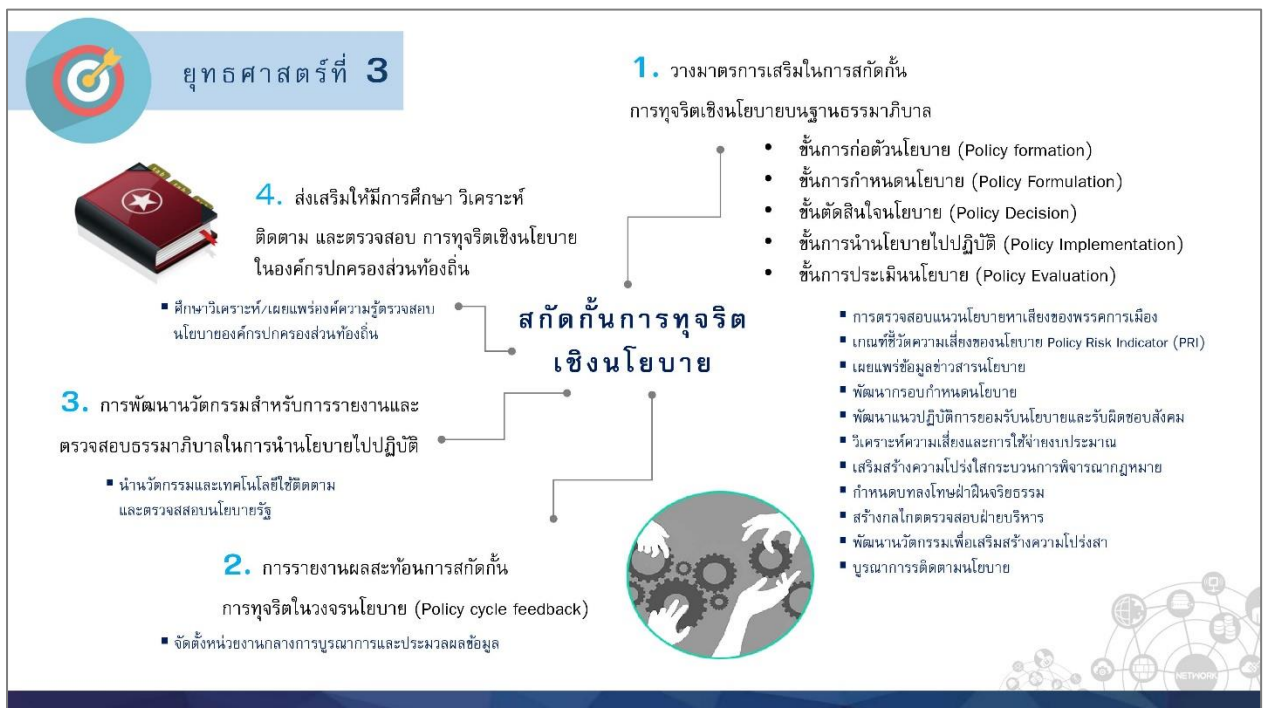 ยุทธศาสตร์ที่ 3
1. วางมาตรการเสริมในการสกัดกั้น
การทุจริตเชิงนโยบายบนฐานธรรมาภิบาล
• ขั้นการก่อตัวนโยบาย (Policy formation)
• ขั้นการกำหนดนโยบาย (Policy Formulation)
• ขั้นตัดสินใจนโยบาย (Policy Decision)
• ขั้นการนำนโยบายไปปฏิบัติ (Policy Implementation)
• ขั้นการประเมินนโยบาย (Policy Evaluation)
▪ การตรวจสอบแนวนโยบายหาเสียงของพรรคการเมือง
▪ เกณฑ์ชี้วัดความเสี่ยงของนโยบาย Policy Risk Indicator (PRI)
▪ เผยแพร่ข้อมูลข่าวสารนโยบาย
▪ พัฒนากรอบกำหนดนโยบาย
▪ พัฒนาแนวปฏิบัติการยอมรับนโยบายและรับผิดชอบสังคม
▪ วิเคราะห์ความเสี่ยงและการใช้จ่ายงบประมาณ
▪ เสริมสร้างความโปร่งใสกระบวนการพิจารณากฎหมาย
▪ กำหนดบทลงโทษฝ่าฝืนจริยธรรม
▪ สร้างกลไกตรวจสอบฝ่ายบริหาร
▪ พัฒนานวัตกรรมเพื่อเสริมสร้างความโปร่งสา
▪ บูรณาการรติดตามนโยบาย
4. ส่งเสริมให้มีการศึกษา วิเคราะห์
ติดตาม และตรวจสอบ การทุจริตเชิงนโยบาย
ในองค์กรปกครองส่วนท้องถิ่น
▪ ศึกษาวิเคราะห์/เผยแพร่องค์ความรู้ตรวจสอบ
นโยบายองค์กรปกครองส่วนท้องถิ่น
สกัดกั้นการทุจริต
เชิงนโยบาย
3. การพัฒนานวัตกรรมสำหรับการรายงานและ
ตรวจสอบธรรมาภิบาลในการนำนโยบายไปปฏิบัติ
▪ นำนวัตกรรมและเทคโนโลยีใช้ติดตาม
และตรวจสสอบนโยบายรัฐ
2. การรายงานผลสะท้อนการสกัดกั้น
การทุจริตในวงจรนโยบาย (Policy cycle feedback)
▪ จัดตั้งหน่วยงานกลางการบูรณาการและประมวลผลข้อมูล
NETWORK